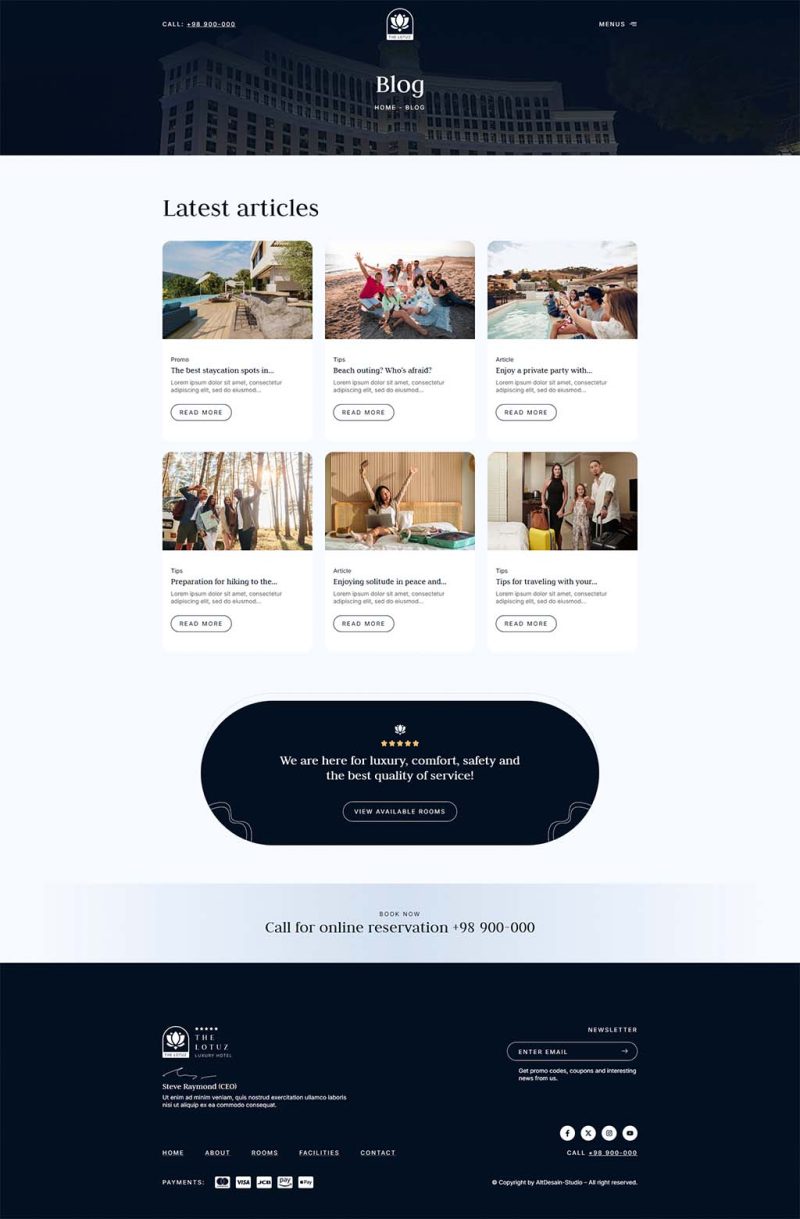 CALL: +98 900-000
THE LOTUZ
MENUS
Blog
HOME - BLOG
Latest articles
Promo
The best staycation spots in...
Lorem ipsum dolor sit amet, consectetur
adipiscing elit, sed do eiusmod...
READ MORE
Tips
Beach outing? Who's afraid?
Lorem ipsum dolor sit amet, consectetur
adipiscing elit, sed do eiusmod...
READ MORE
Article
Enjoy a private party with...
Lorem ipsum dolor sit amet, consectetur
adipiscing elit, sed do eiusmod...
READ MORE
Tips
Preparation for hiking to the...
Lorem ipsum dolor sit amet, consectetur
adipiscing elit, sed do eiusmod...
READ MORE
Article
Enjoying solitude in peace and...
Lorem ipsum dolor sit amet, consectetur
adipiscing elit, sed do eiusmod...
READ MORE
Tips
Tips for traveling with your...
Lorem ipsum dolor sit amet, consectetur
adipiscing elit, sed do eiusmod...
READ MORE
We are here for luxury, comfort, safety and
the best quality of service!
VIEW AVAILABLE ROOMS
BOOK NOW
Call for online reservation +98 900-000
THE LOTUZ
THE
LOTUZ
LUXURY HOTEL
Steve Raymond (CEO)
Ut enim ad minim veniam, quis nostrud exercitation ullamco laboris
nisi ut aliquip ex ea commodo consequat.
NEWSLETTER
ENTER EMAIL
Get promo codes, coupons and interesting
news from us.
HOME ABOUT ROOMS FACILITIES CONTACT
CALL +98 900-000
PAYMENTS:
VISA
JCB
pay
Pay
© Copyright by AltDesain-Studio – All right reserved.